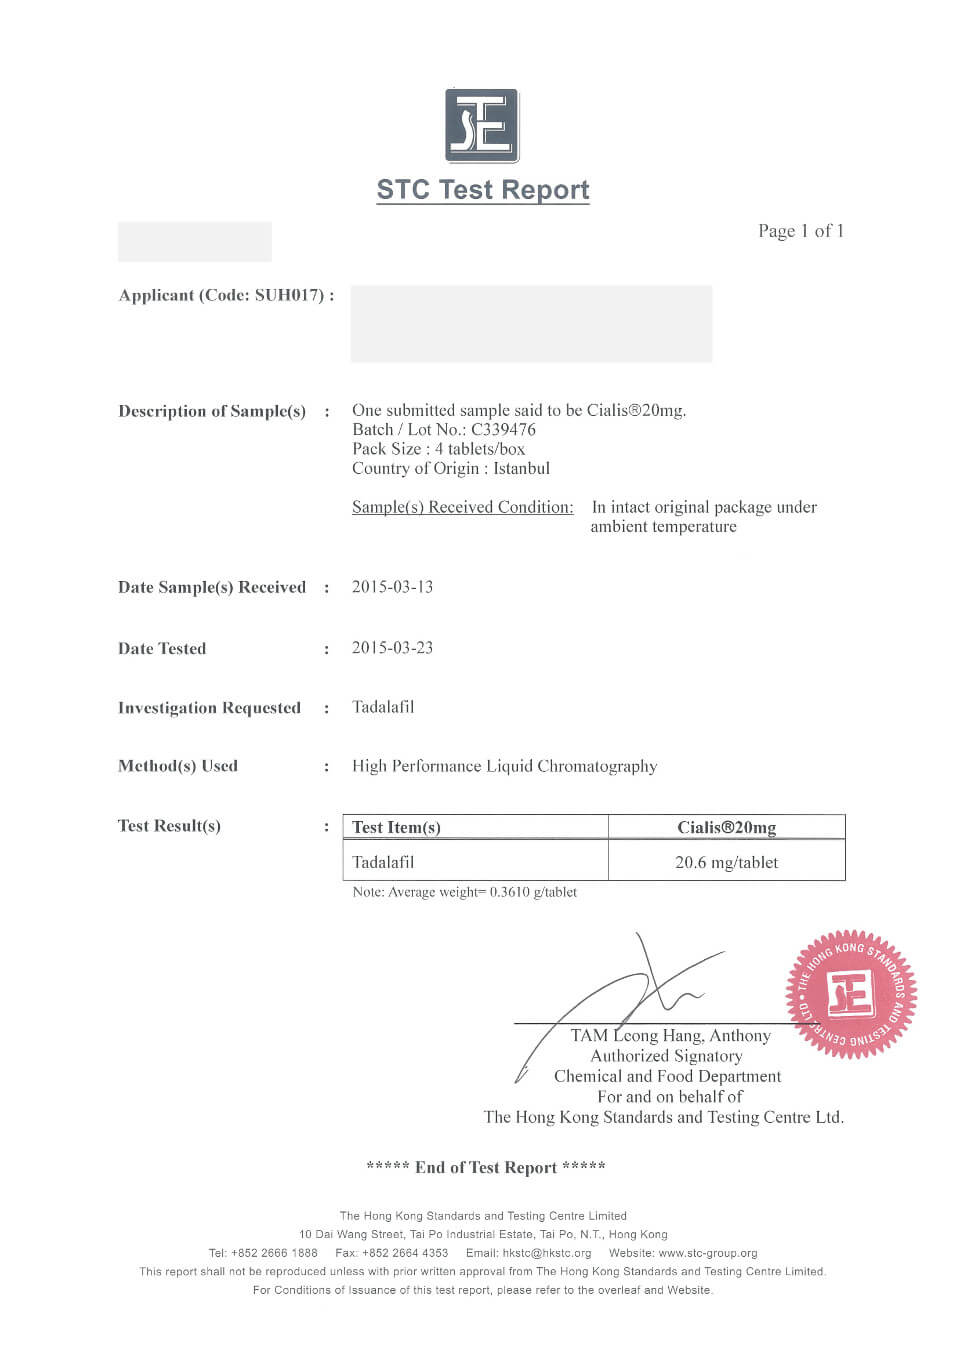 STC
STC Test Report
Page 1 of 1
Applicant (Code: SUH017) :
Description of Sample(s) : One submitted sample said to be Cialis®20mg.
Batch / Lot No.: C339476
Pack Size : 4 tablets/box
Country of Origin : Istanbul
Sample(s) Received Condition: In intact original package under
ambient temperature
Date Sample(s) Received : 2015-03-13
Date Tested : 2015-03-23
Investigation Requested : Tadalafil
Method(s) Used : High Performance Liquid Chromatography
Test Result(s) : Test Item(s) Cialis®20mg
Tadalafil 20.6 mg/tablet
Note: Average weight= 0.3610 g/tablet
THE HONG KONG STANDARDS AND TESTING CENTRE LTD
TAM Leong Hang, Anthony
Authorized Signatory
Chemical and Food Department
For and on behalf of
The Hong Kong Standards and Testing Centre Ltd.
***** End of Test Report *****
The Hong Kong Standards and Testing Centre Limited
10 Dai Wang Street, Tai Po Industrial Estate, Tai Po, N.T., Hong Kong
Tel: +852 2666 1888 Fax: +852 2664 4353 Email: hkstc@hkstc.org Website: www.stc-group.org
This report shall not be reproduced unless with prior written approval from The Hong Kong Standards and Testing Centre Limited.
For Conditions of Issuance of this test report, please refer to the overleaf and Website.